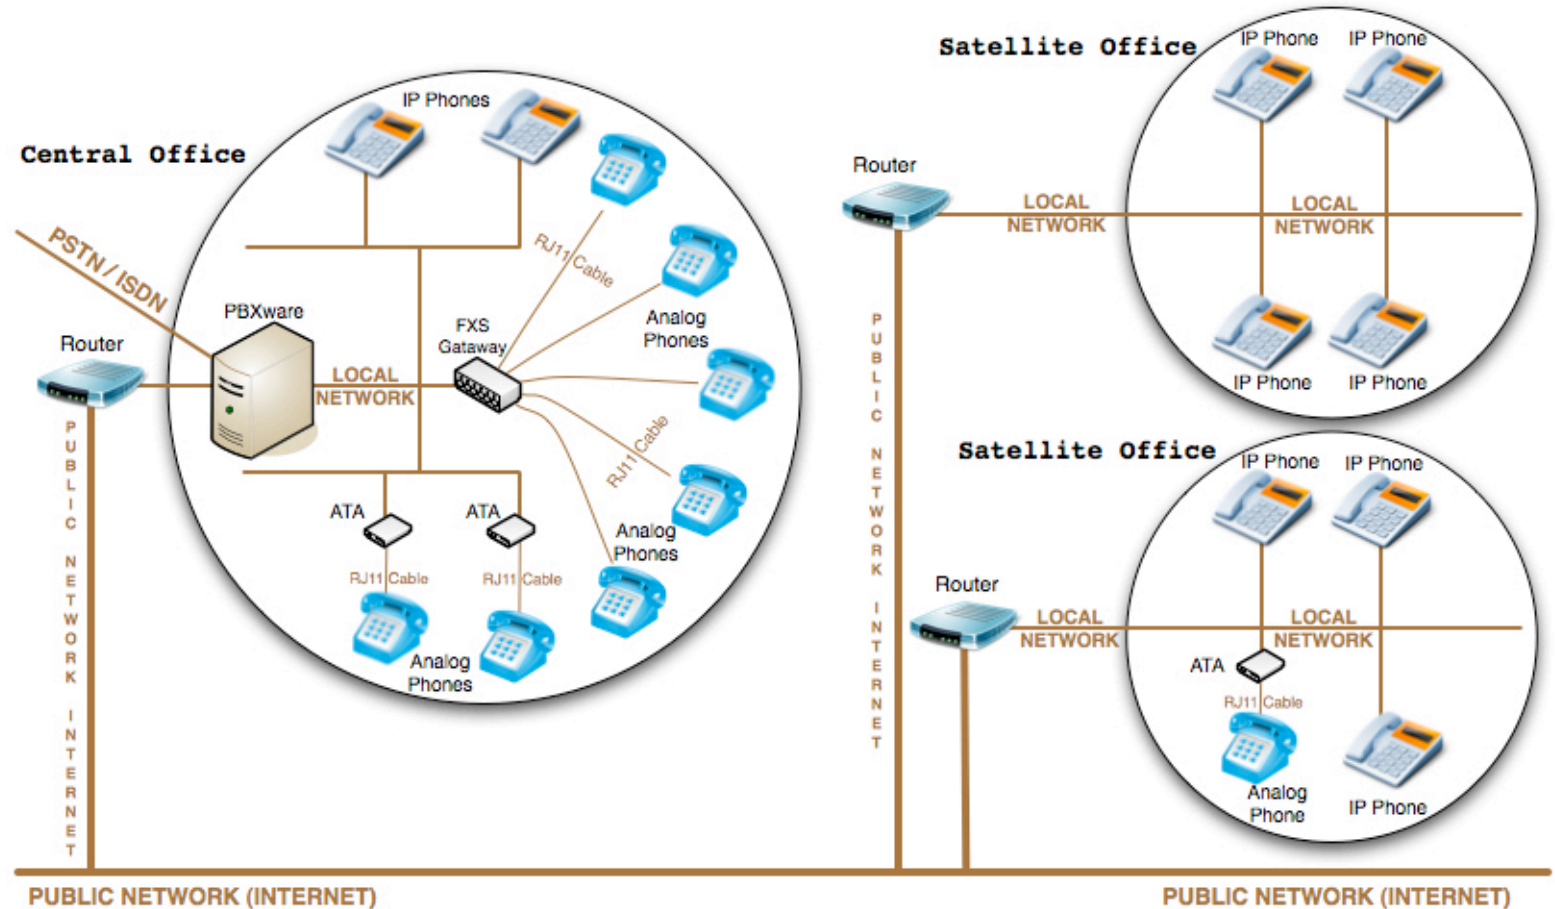 Central Office
IP Phones
RJ11 Cable
PSTN / ISDN
PBXware
Router
LOCAL
NETWORK
FXS
Gataway
Analog
Phones
RJ11 Cable
Analog
Phones
ATA
ATA
RJ11 Cable
RJ11 Cable
Analog
Phones
PUBLIC NETWORK INTERNET
Satellite Office
IP Phone
IP Phone
Router
LOCAL
NETWORK
LOCAL
NETWORK
IP Phone
IP Phone
PUBLIC NETWORK INTERNET
Satellite Office
IP Phone
IP Phone
Router
LOCAL
NETWORK
LOCAL
NETWORK
ATA
RJ11 Cable
Analog
Phone
IP Phone
PUBLIC NETWORK (INTERNET)
PUBLIC NETWORK (INTERNET)